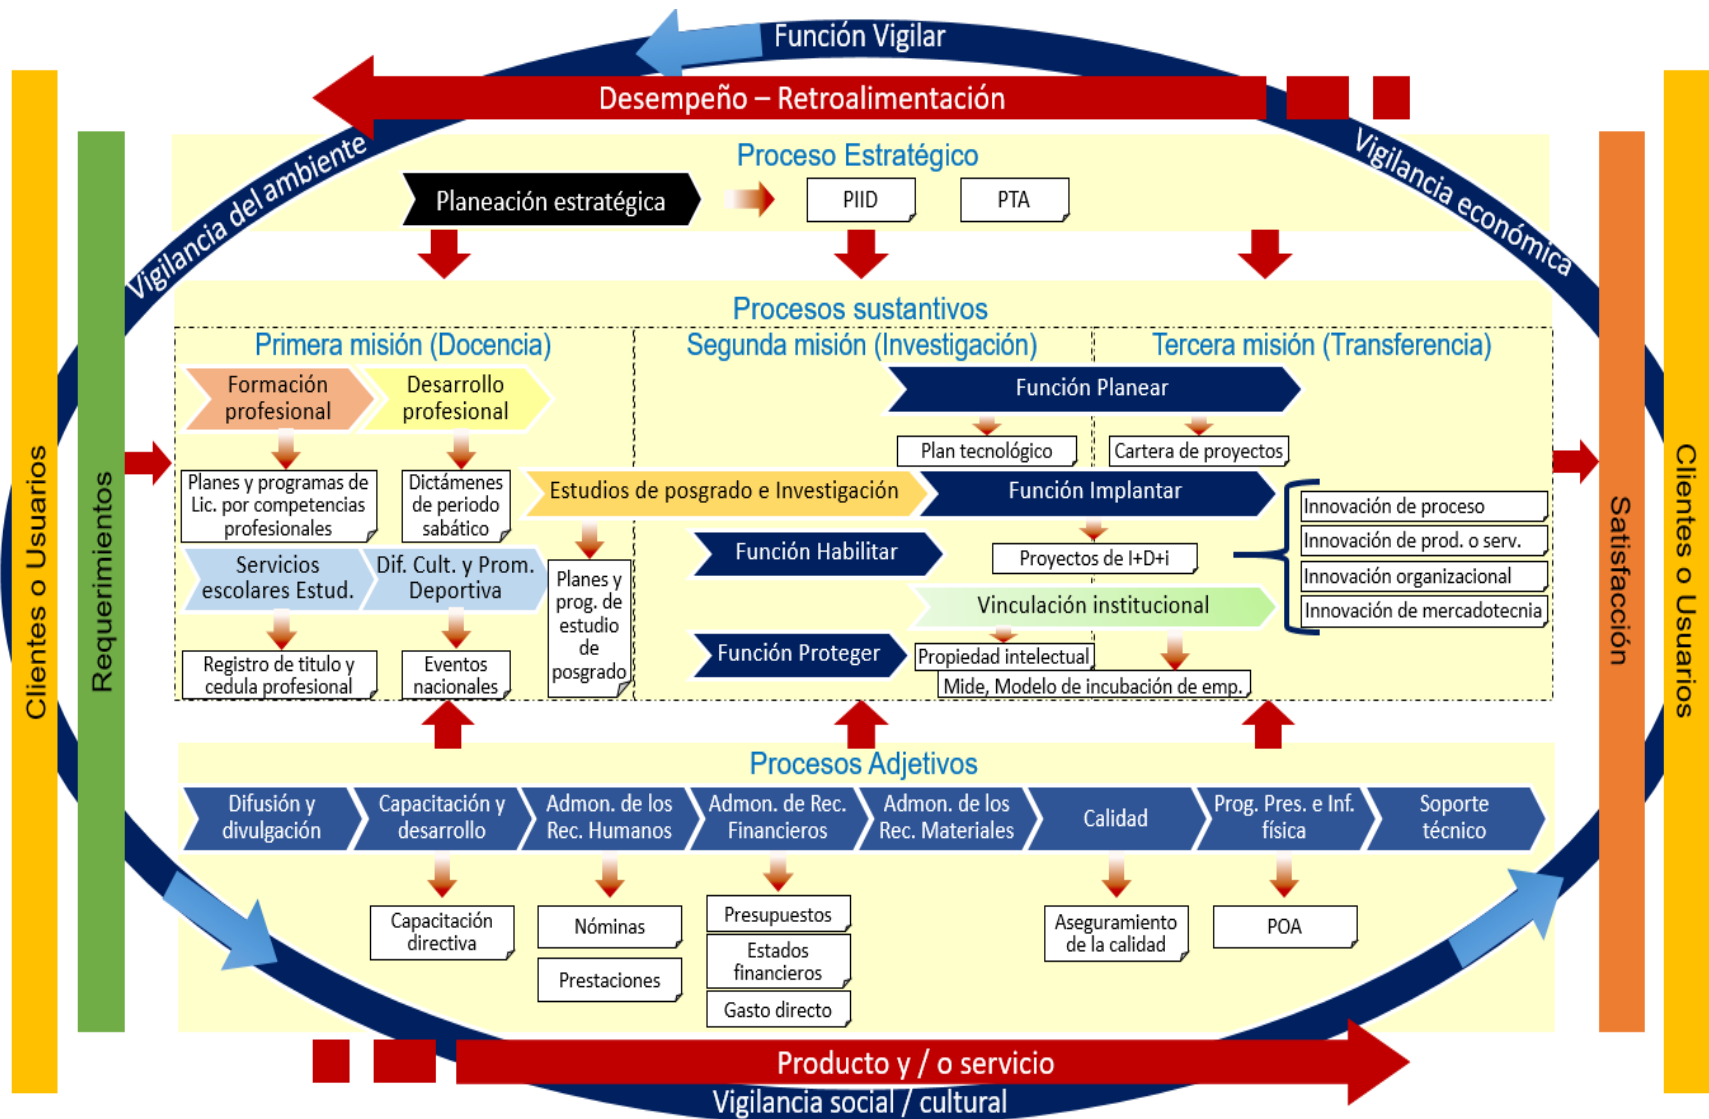 Función Vigilar
Desempeño – Retroalimentación
Vigilancia del ambiente
Vigilancia económica
Clientes o Usuarios
Requerimientos
Proceso Estratégico
Planeación estratégica
PIID
PTA
Procesos sustantivos
Primera misión (Docencia)
Segunda misión (Investigación)
Tercera misión (Transferencia)
Formación
profesional
Desarrollo
profesional
Función Planear
Planes y programas de
Lic. por competencias
profesionales
Dictámenes
de periodo
sabático
Plan tecnológico
Cartera de proyectos
Estudios de posgrado e Investigación
Función Implantar
Innovación de proceso
Innovación de prod. o serv.
Innovación organizacional
Innovación de mercadotecnia
Servicios
escolares Estud.
Dif. Cult. y Prom.
Deportiva
Planes y
prog. de
estudio
de
posgrado
Función Habilitar
Proyectos de I+D+i
Vinculación institucional
Registro de titulo y
cedula profesional
Eventos
nacionales
Función Proteger
Propiedad intelectual
Mide, Modelo de incubación de emp.
Satisfacción
Clientes o Usuarios
Procesos Adjetivos
Difusión y
divulgación
Capacitación y
desarrollo
Admon. de los
Rec. Humanos
Admon. de Rec.
Financieros
Admon. de los
Rec. Materiales
Calidad
Prog. Pres. e Inf.
física
Soporte
técnico
Capacitación
directiva
Nóminas
Prestaciones
Presupuestos
Estados
financieros
Gasto directo
Aseguramiento
de la calidad
POA
Producto y / o servicio
Vigilancia social / cultural